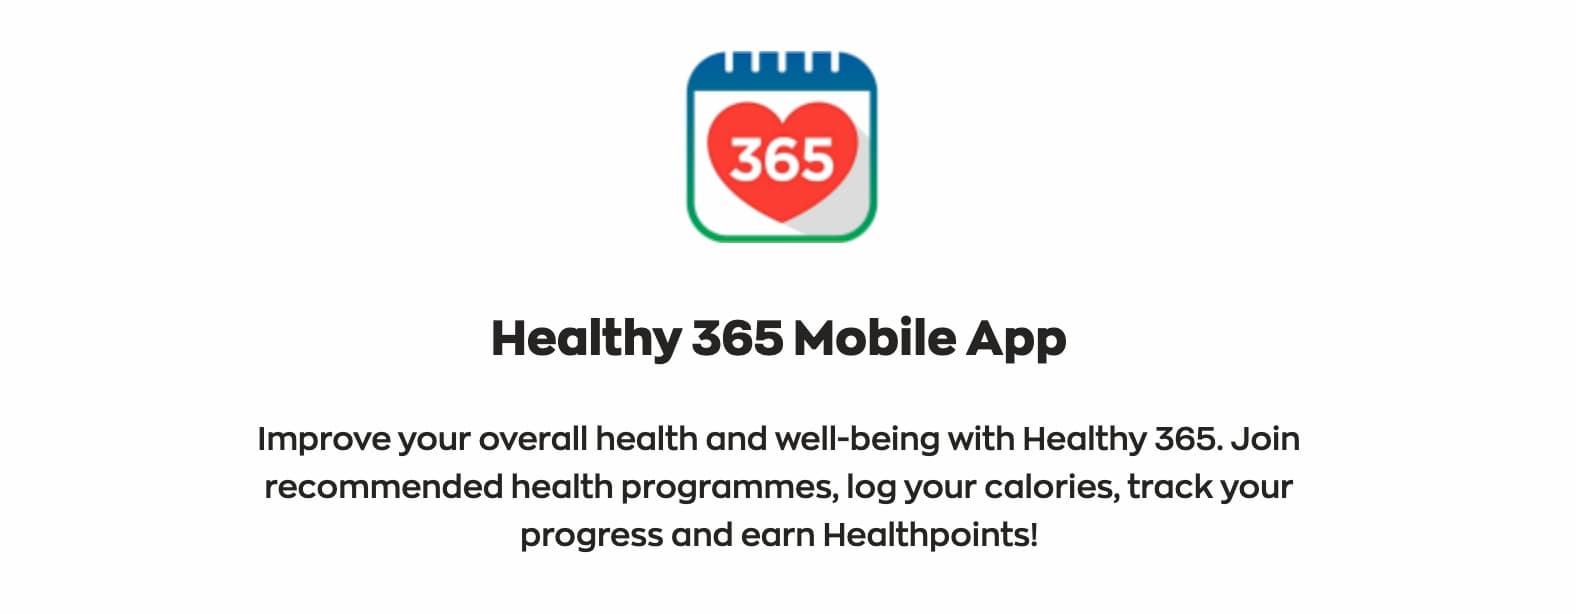 365
Healthy 365 Mobile App
Improve your overall health and well-being with Healthy 365. Join
recommended health programmes, log your calories, track your
progress and earn Healthpoints!